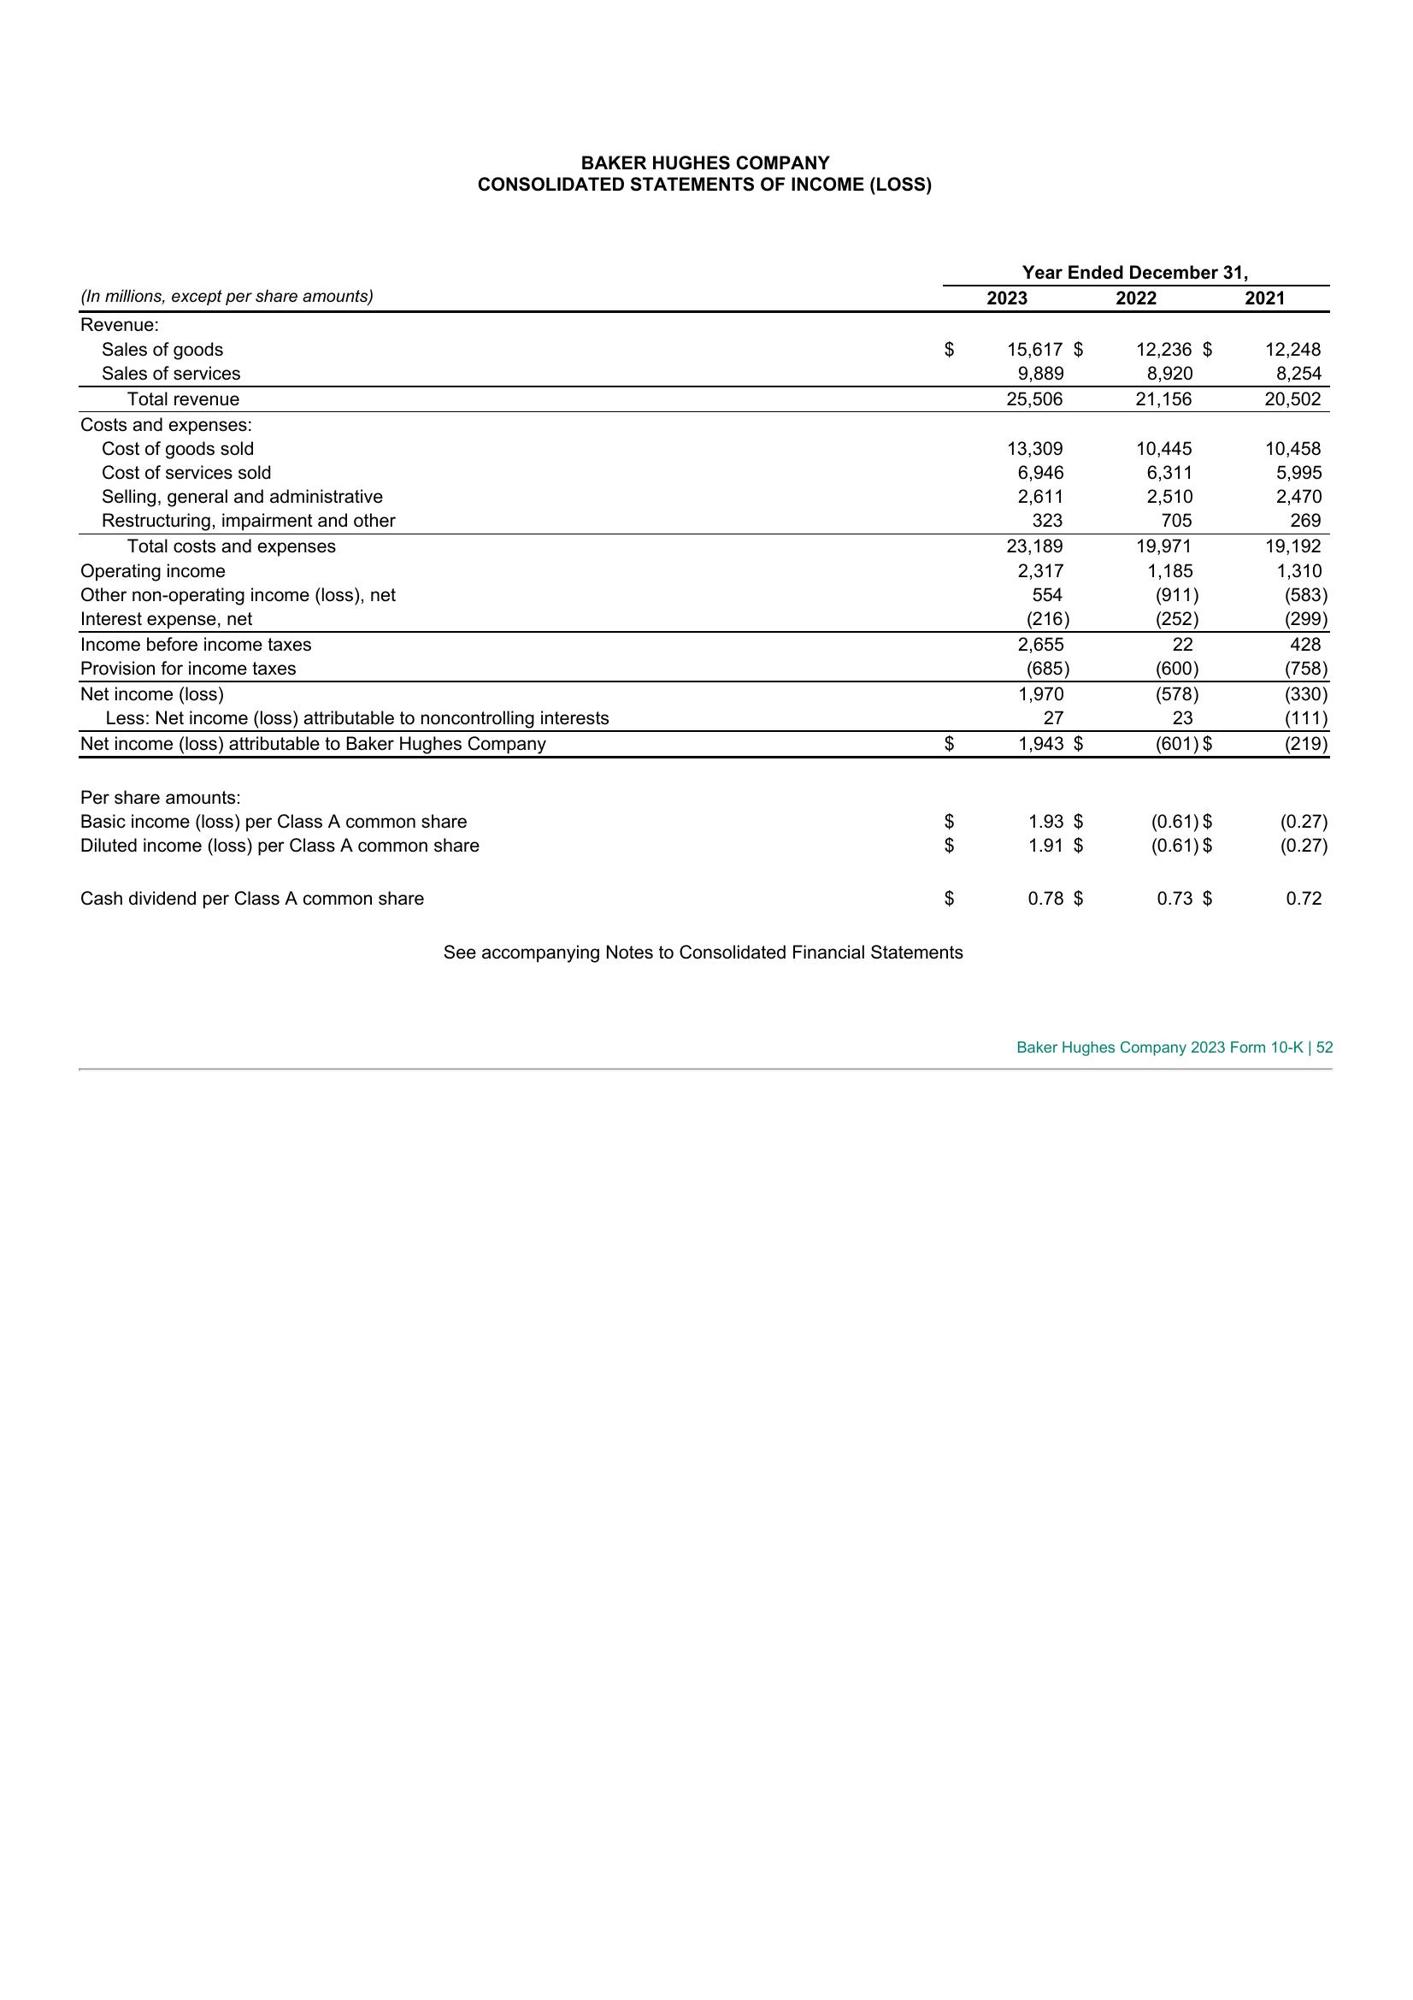 BAKER HUGHES COMPANY
CONSOLIDATED STATEMENTS OF INCOME (LOSS)
Year Ended December 31,
(In millions, except per share amounts) 2023 2022 2021
Revenue:
Sales of goods $ 15,617 $ 12,236 $ 12,248
Sales of services 9,889 8,920 8,254
Total revenue 25,506 21,156 20,502
Costs and expenses:
Cost of goods sold 13,309 10,445 10,458
Cost of services sold 6,946 6,311 5,995
Selling, general and administrative 2,611 2,510 2,470
Restructuring, impairment and other 323 705 269
Total costs and expenses 23,189 19,971 19,192
Operating income 2,317 1,185 1,310
Other non-operating income (loss), net 554 (911) (583)
Interest expense, net (216) (252) (299)
Income before income taxes 2,655 22 428
Provision for income taxes (685) (600) (758)
Net income (loss) 1,970 (578) (330)
Less: Net income (loss) attributable to noncontrolling interests 27 23 (111)
Net income (loss) attributable to Baker Hughes Company $ 1,943 $ (601) $ (219)
Per share amounts:
Basic income (loss) per Class A common share $ 1.93 $ (0.61) $ (0.27)
Diluted income (loss) per Class A common share $ 1.91 $ (0.61) $ (0.27)
Cash dividend per Class A common share $ 0.78 $ 0.73 $ 0.72
See accompanying Notes to Consolidated Financial Statements
Baker Hughes Company 2023 Form 10-K | 52